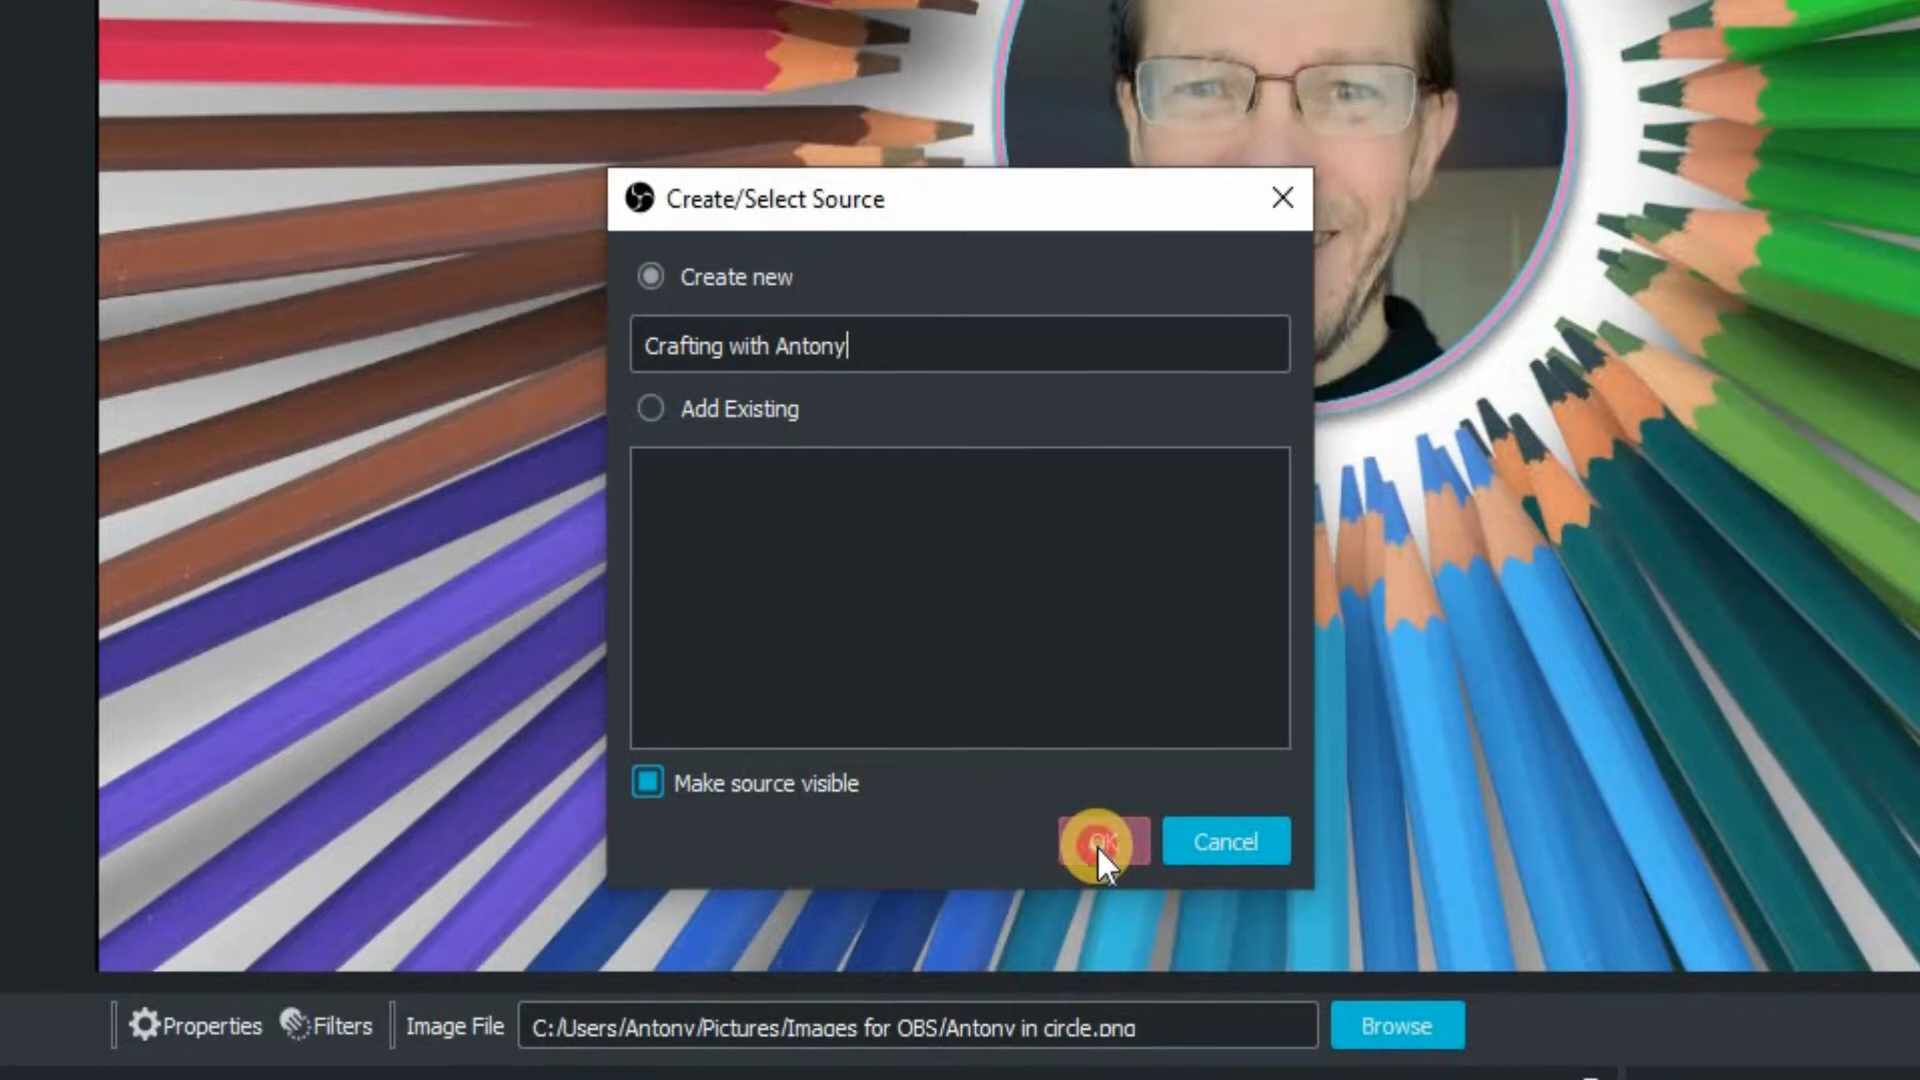 Create/Select Source
Create new
Crafting with Antony
Add Existing
Make source visible
OK
Cancel
Properties
Filters
Image File
C:/Users/Antony/Pictures/Images for OBS/Antony in circle.png
Browse